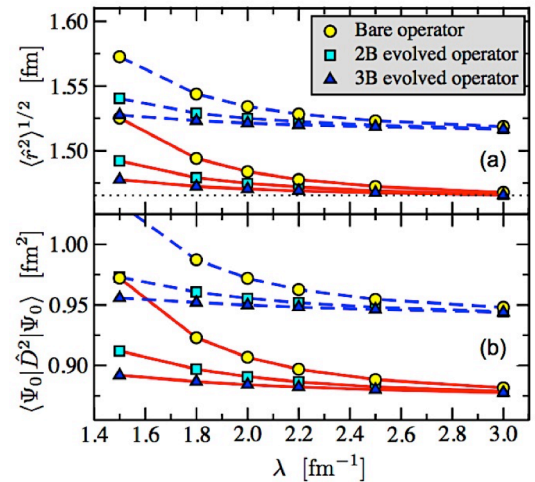 Bare operator
2B evolved operator
3B evolved operator
⟨r̂²⟩^{1/2} [fm]
1.60
1.55
1.50
(a)
⟨Ψ₀|D̂²|Ψ₀⟩ [fm²]
1.00
0.95
0.90
(b)
1.4 1.6 1.8 2.0 2.2 2.4 2.6 2.8 3.0
λ [fm⁻¹]